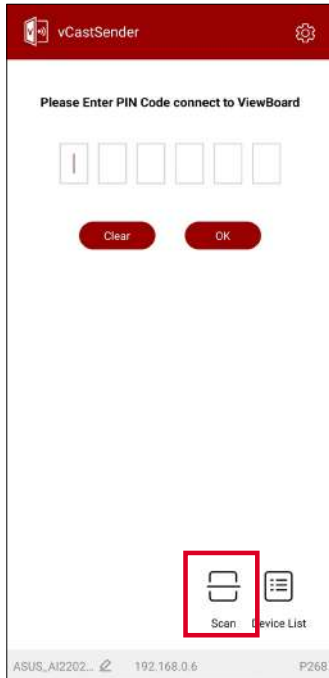 vCastSender
Please Enter PIN Code connect to ViewBoard
Clear OK
Scan Device List
ASUS_AI2202... 192.168.0.6 P268